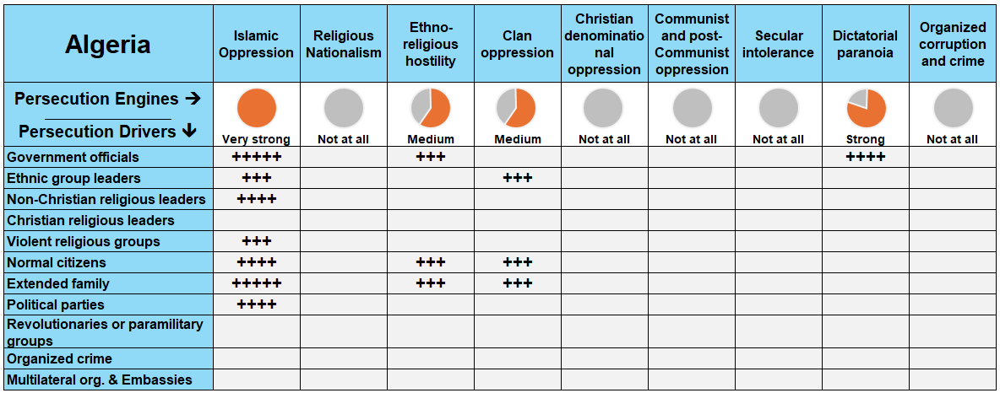 Algeria
Islamic
Oppression
Religious
Nationalism
Ethno-
religious
hostility
Clan
oppression
Christian
denominatio
nal
oppression
Communist
and post-
Communist
oppression
Secular
intolerance
Dictatorial
paranoia
Organized
corruption
and crime
Persecution Engines →
Persecution Drivers ↓
Very strong
Not at all
Medium
Medium
Not at all
Not at all
Not at all
Strong
Not at all
Government officials +++++ +++ ++++
Ethnic group leaders +++ +++
Non-Christian religious leaders ++++
Christian religious leaders
Violent religious groups +++
Normal citizens ++++ +++ +++
Extended family +++++ +++ +++
Political parties ++++
Revolutionaries or paramilitary
groups
Organized crime
Multilateral org. & Embassies